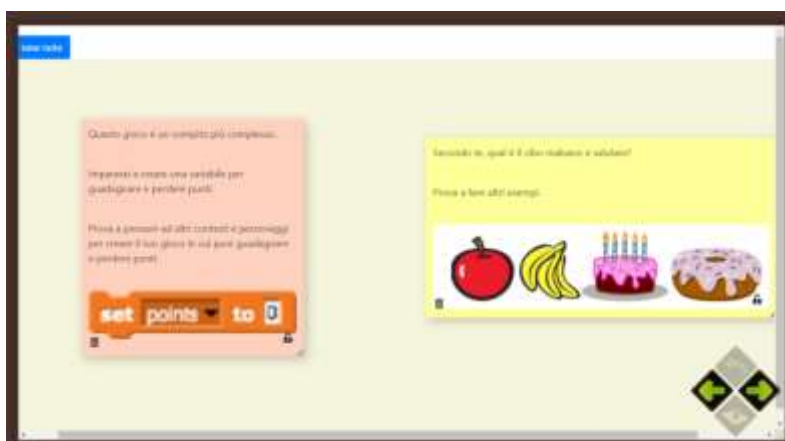 new note
Questo gioco è un compito più complesso.
Imparerai a creare una variabile per
guadagnare e perdere punti.
Prova a pensare ad altri contesti e personaggi
per creare il tuo gioco in cui puoi guadagnare
e perdere punti.
set points to 0
Secondo te, qual è il cibo malsano e salutare?
Prova a fare altri esempi.